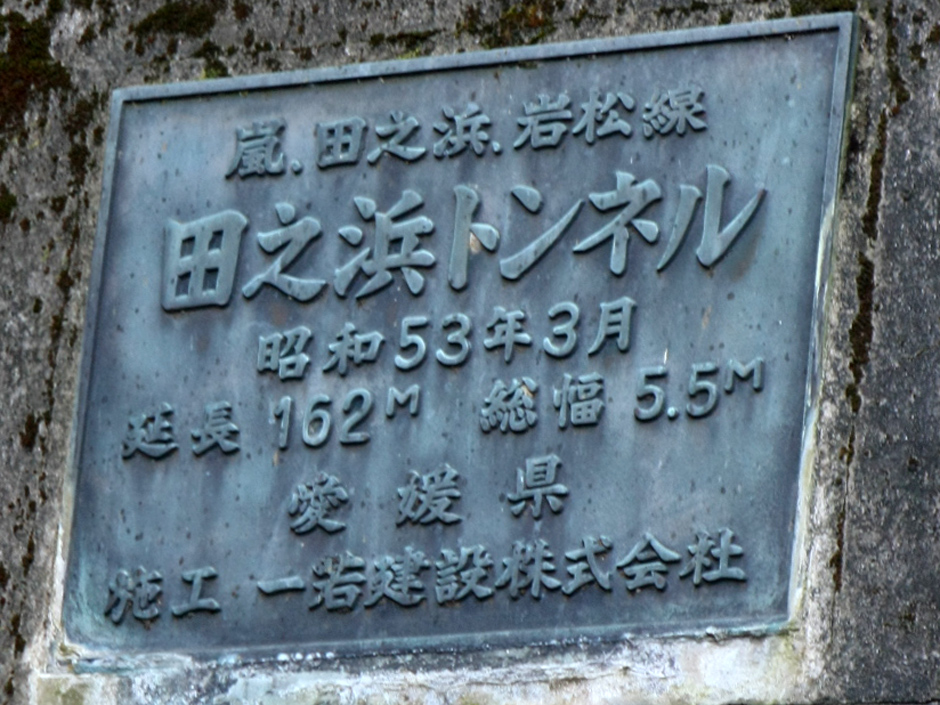 嵐、田之浜、岩松線
田之浜トンネル
昭和53年3月
延長 162M 総幅 5.5M
愛媛県
施工 一若建設株式会社